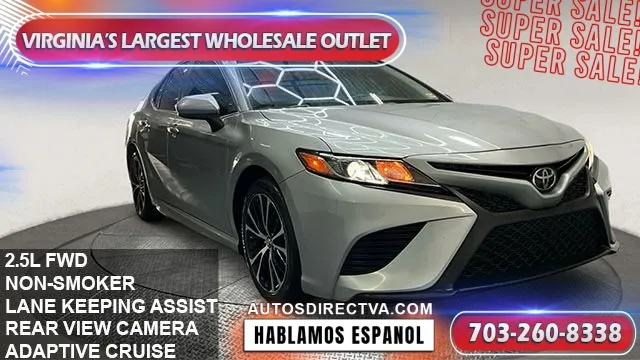 VIRGINIA'S LARGEST WHOLESALE OUTLET
SUPER SALE!
SUPER SALE!
SUPER SALE!
2.5L FWD
NON-SMOKER
LANE KEEPING ASSIST
REAR VIEW CAMERA
ADAPTIVE CRUISE
AUTOSDIRECTVA.COM
HABLAMOS ESPANOL
703-260-8338